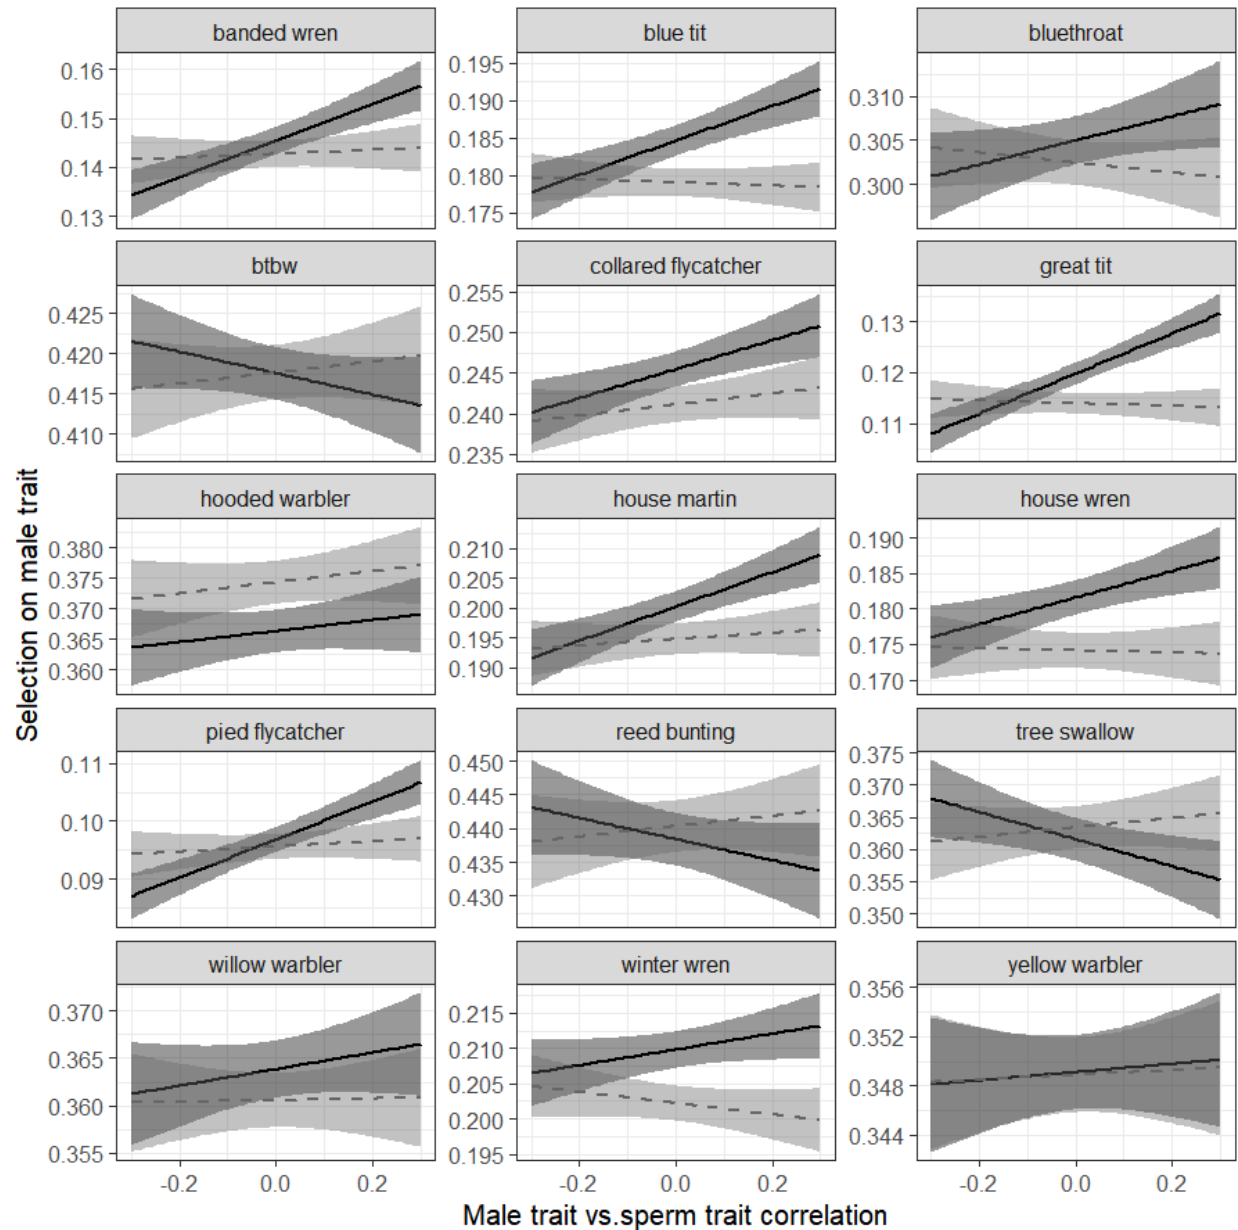 banded wren blue tit bluethroat
0.16 0.195 0.310
0.15 0.190 0.305
0.14 0.185 0.300
0.13 0.180
0.175
btbw collared flycatcher great tit
0.425 0.255 0.13
0.420 0.250 0.12
0.415 0.245 0.11
0.410 0.240
0.235
hooded warbler house martin house wren
0.380 0.210 0.190
0.375 0.205 0.185
0.370 0.200 0.180
0.365 0.195 0.175
0.360 0.190 0.170
pied flycatcher reed bunting tree swallow
0.11 0.450 0.375
0.10 0.445 0.370
0.09 0.440 0.365
0.435 0.360
0.430 0.355
0.350
willow warbler winter wren yellow warbler
0.370 0.215 0.356
0.365 0.210 0.352
0.360 0.205 0.348
0.355 0.200 0.344
0.195
-0.2 0.0 0.2 -0.2 0.0 0.2 -0.2 0.0 0.2
Selection on male trait
Male trait vs.sperm trait correlation